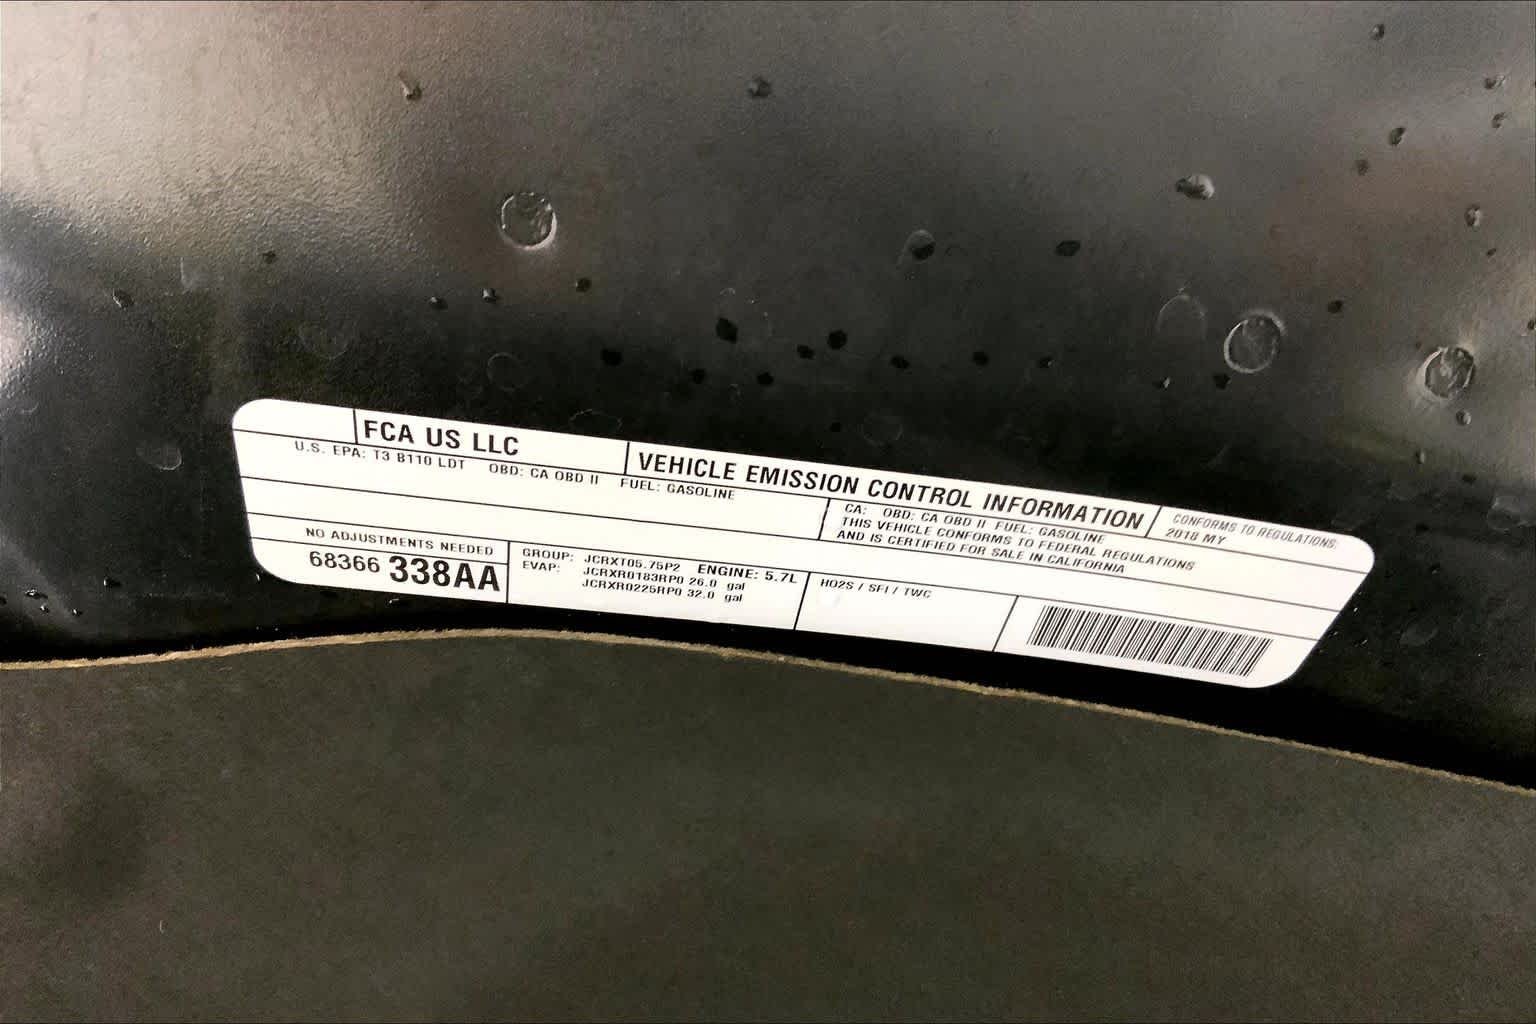 FCA US LLC
VEHICLE EMISSION CONTROL INFORMATION
CONFORMS TO REGULATIONS:
2018 MY
U.S. EPA: T3 B110 LDT OBD: CA OBD II FUEL: GASOLINE
CA: OBD: CA OBD II FUEL: GASOLINE
THIS VEHICLE CONFORMS TO FEDERAL REGULATIONS
AND IS CERTIFIED FOR SALE IN CALIFORNIA
NO ADJUSTMENTS NEEDED
68366 338AA
GROUP: JCRXT05.75P2 ENGINE: 5.7L
EVAP: JCRXR0183RP0 26.0 gal
JCRXR0225RP0 32.0 gal
HO2S / SFI / TWC